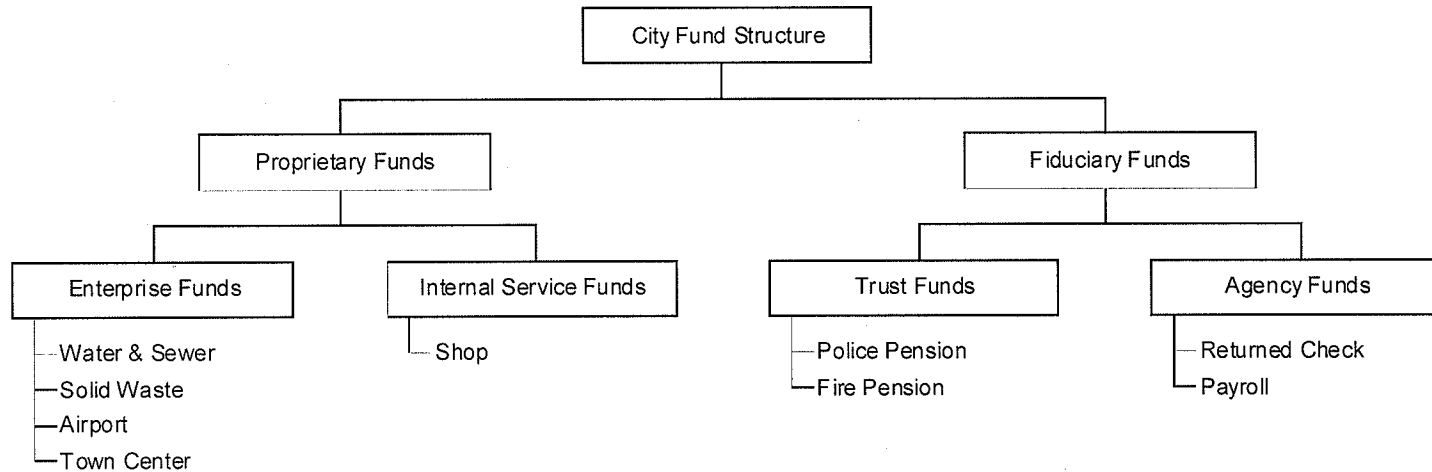 City Fund Structure
Proprietary Funds
Fiduciary Funds
Enterprise Funds
Internal Service Funds
Trust Funds
Agency Funds
Water & Sewer
Solid Waste
Airport
Town Center
Shop
Police Pension
Fire Pension
Returned Check
Payroll